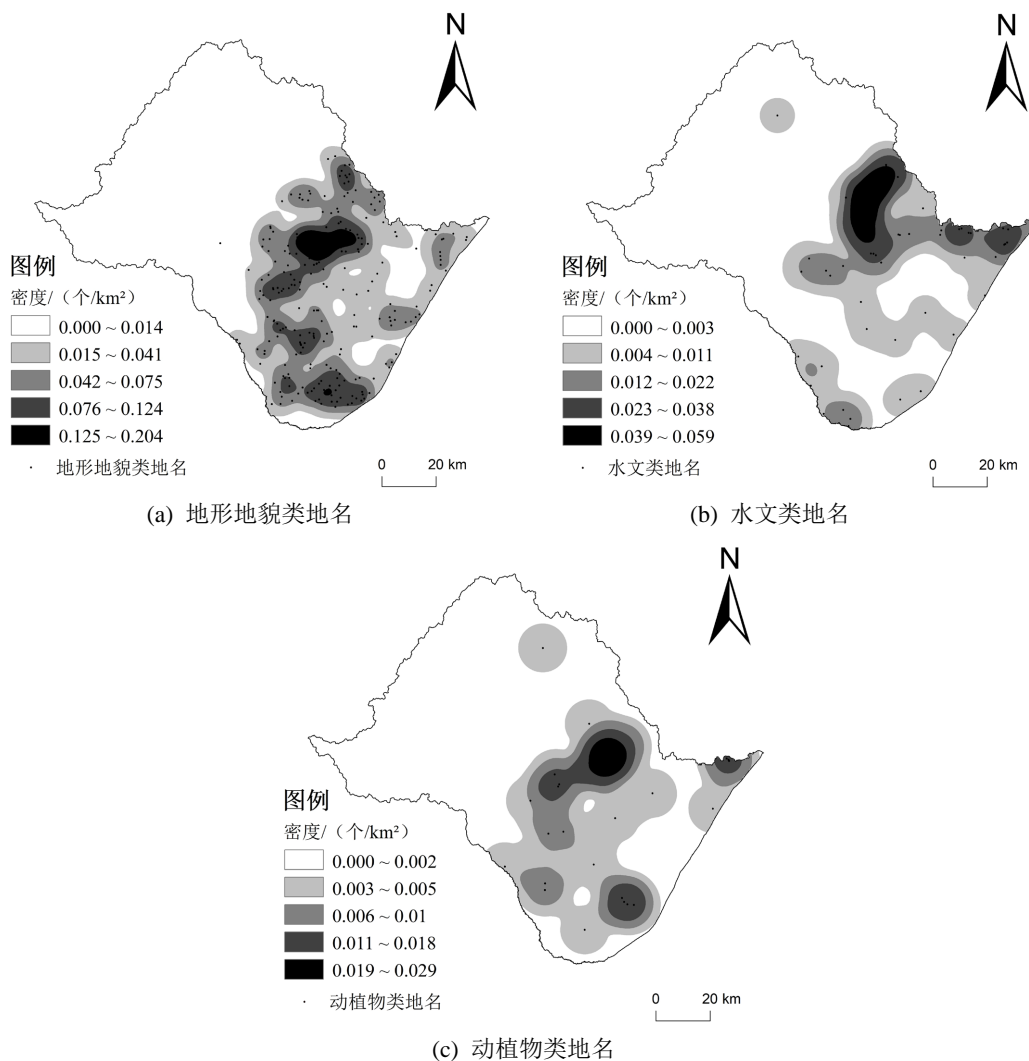 N
图例
密度/（个/km²）
0.000 ~ 0.014
0.015 ~ 0.041
0.042 ~ 0.075
0.076 ~ 0.124
0.125 ~ 0.204
· 地形地貌类地名
0 20 km
(a) 地形地貌类地名
N
图例
密度/（个/km²）
0.000 ~ 0.003
0.004 ~ 0.011
0.012 ~ 0.022
0.023 ~ 0.038
0.039 ~ 0.059
· 水文类地名
0 20 km
(b) 水文类地名
N
图例
密度/（个/km²）
0.000 ~ 0.002
0.003 ~ 0.005
0.006 ~ 0.01
0.011 ~ 0.018
0.019 ~ 0.029
· 动植物类地名
0 20 km
(c) 动植物类地名